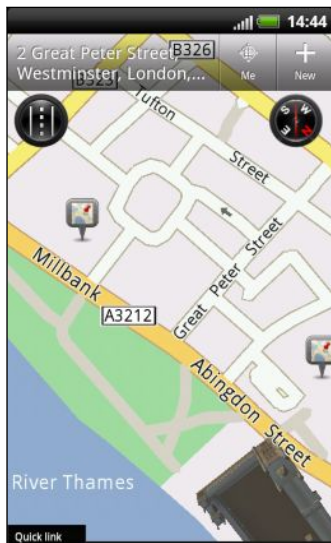 14:44
2 Great Peter Street,
Westminster, London,...
Me
New
B326
B323
Tufton
Street
S
W
E
N
Millbank
A3212
Great Peter Street
Abingdon Street
River Thames
Quick link